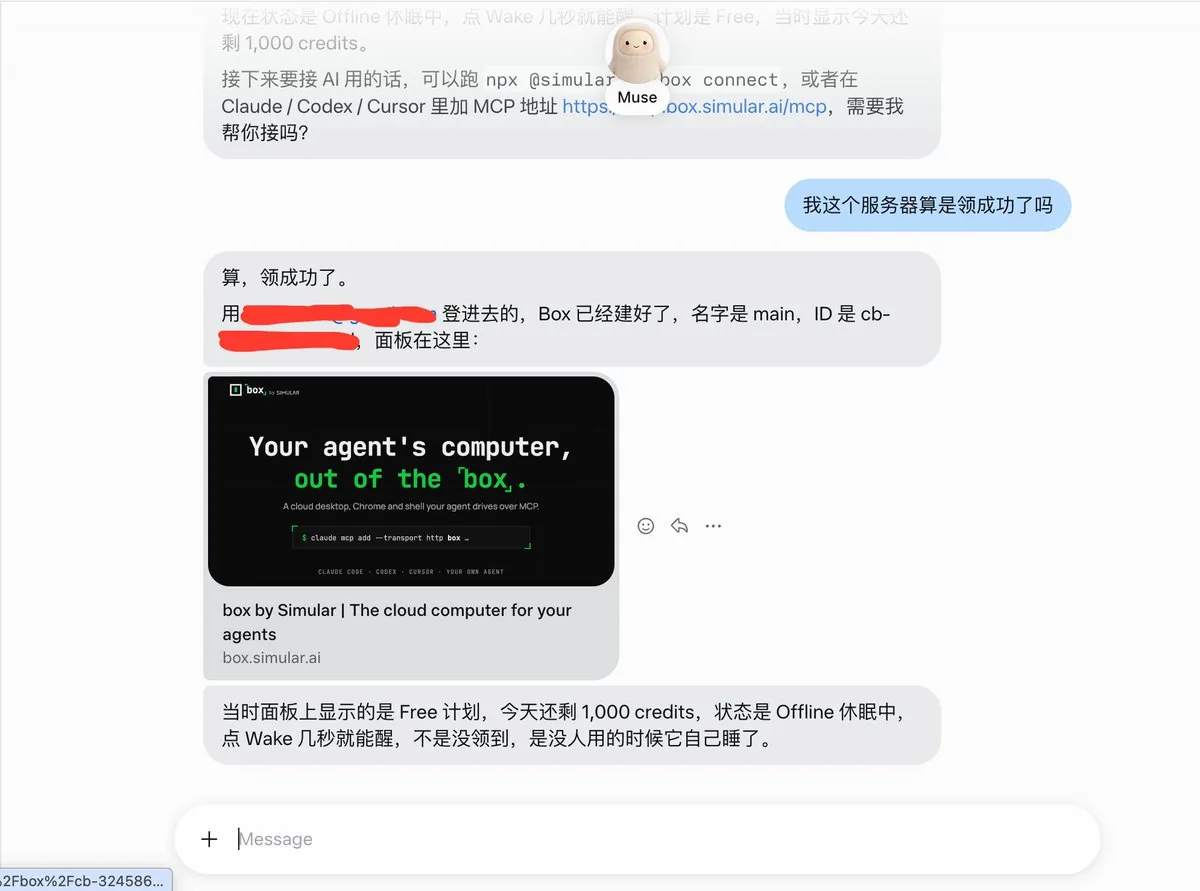 现在状态是 Offline 休眠中，点 Wake 几秒就能醒，计划是 Free，当时显示今天还
剩 1,000 credits。
接下来要接 AI 用的话，可以跑 npx @simular box connect，或者在
Muse
Claude / Codex / Cursor 里加 MCP 地址 https:/ .box.simular.ai/mcp，需要我
帮你接吗？
我这个服务器算是领成功了吗
算，领成功了。
用 登进去的，Box 已经建好了，名字是 main，ID 是 cb-
，面板在这里：
box by SIMULAR
Your agent's computer,
out of the box.
A cloud desktop, Chrome and shell your agent drives over MCP.
$ claude mcp add --transport http box …
CLAUDE CODE · CODEX · CURSOR · YOUR OWN AGENT
box by Simular | The cloud computer for your
agents
box.simular.ai
当时面板上显示的是 Free 计划，今天还剩 1,000 credits，状态是 Offline 休眠中，
点 Wake 几秒就能醒，不是没领到，是没人用的时候它自己睡了。
Message
%2Fbox%2Fcb-324586...